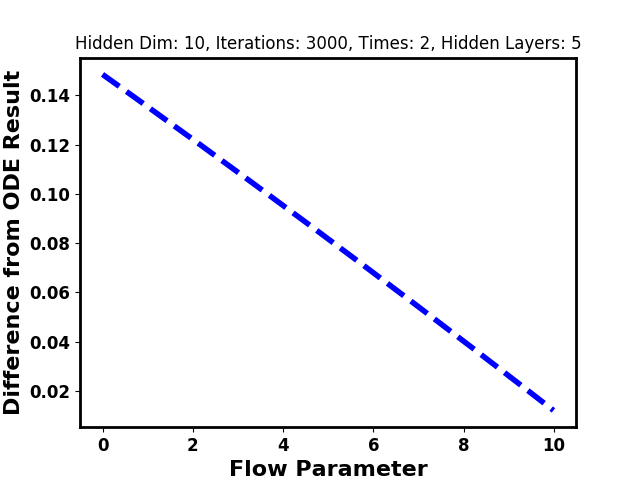 Hidden Dim: 10, Iterations: 3000, Times: 2, Hidden Layers: 5
Difference from ODE Result
0.14
0.12
0.10
0.08
0.06
0.04
0.02
0 2 4 6 8 10
Flow Parameter